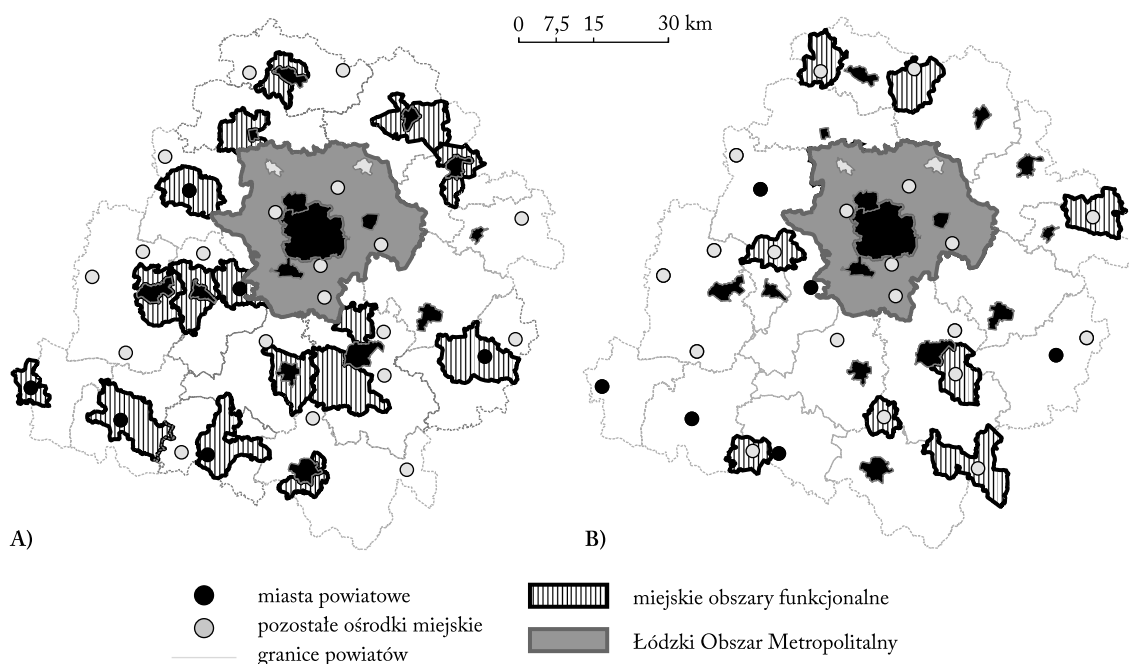 0 7,5 15 30 km
A) B)
miasta powiatowe
pozostałe ośrodki miejskie
granice powiatów
miejskie obszary funkcjonalne
Łódzki Obszar Metropolitalny